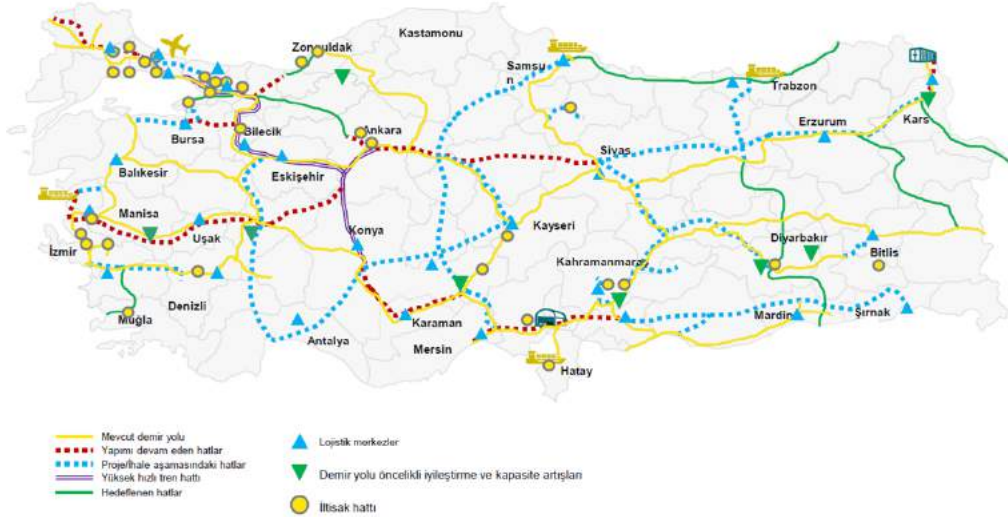 Kastamonu
Zonguldak
Samsu
n
Trabzon
Kars
Erzurum
Bursa
Bilecik
Ankara
Sivas
Eskişehir
Balıkesir
Manisa
Uşak
Kayseri
Konya
Diyarbakır
Bitlis
İzmir
Kahramanmaraş
Denizli
Muğla
Karaman
Antalya
Mersin
Mardin
Şırnak
Hatay
Mevcut demir yolu
Yapımı devam eden hatlar
Proje/İhale aşamasındaki hatlar
Yüksek hızlı tren hattı
Hedeflenen hatlar
Lojistik merkezler
Demir yolu öncelikli iyileştirme ve kapasite artışları
İltisak hattı